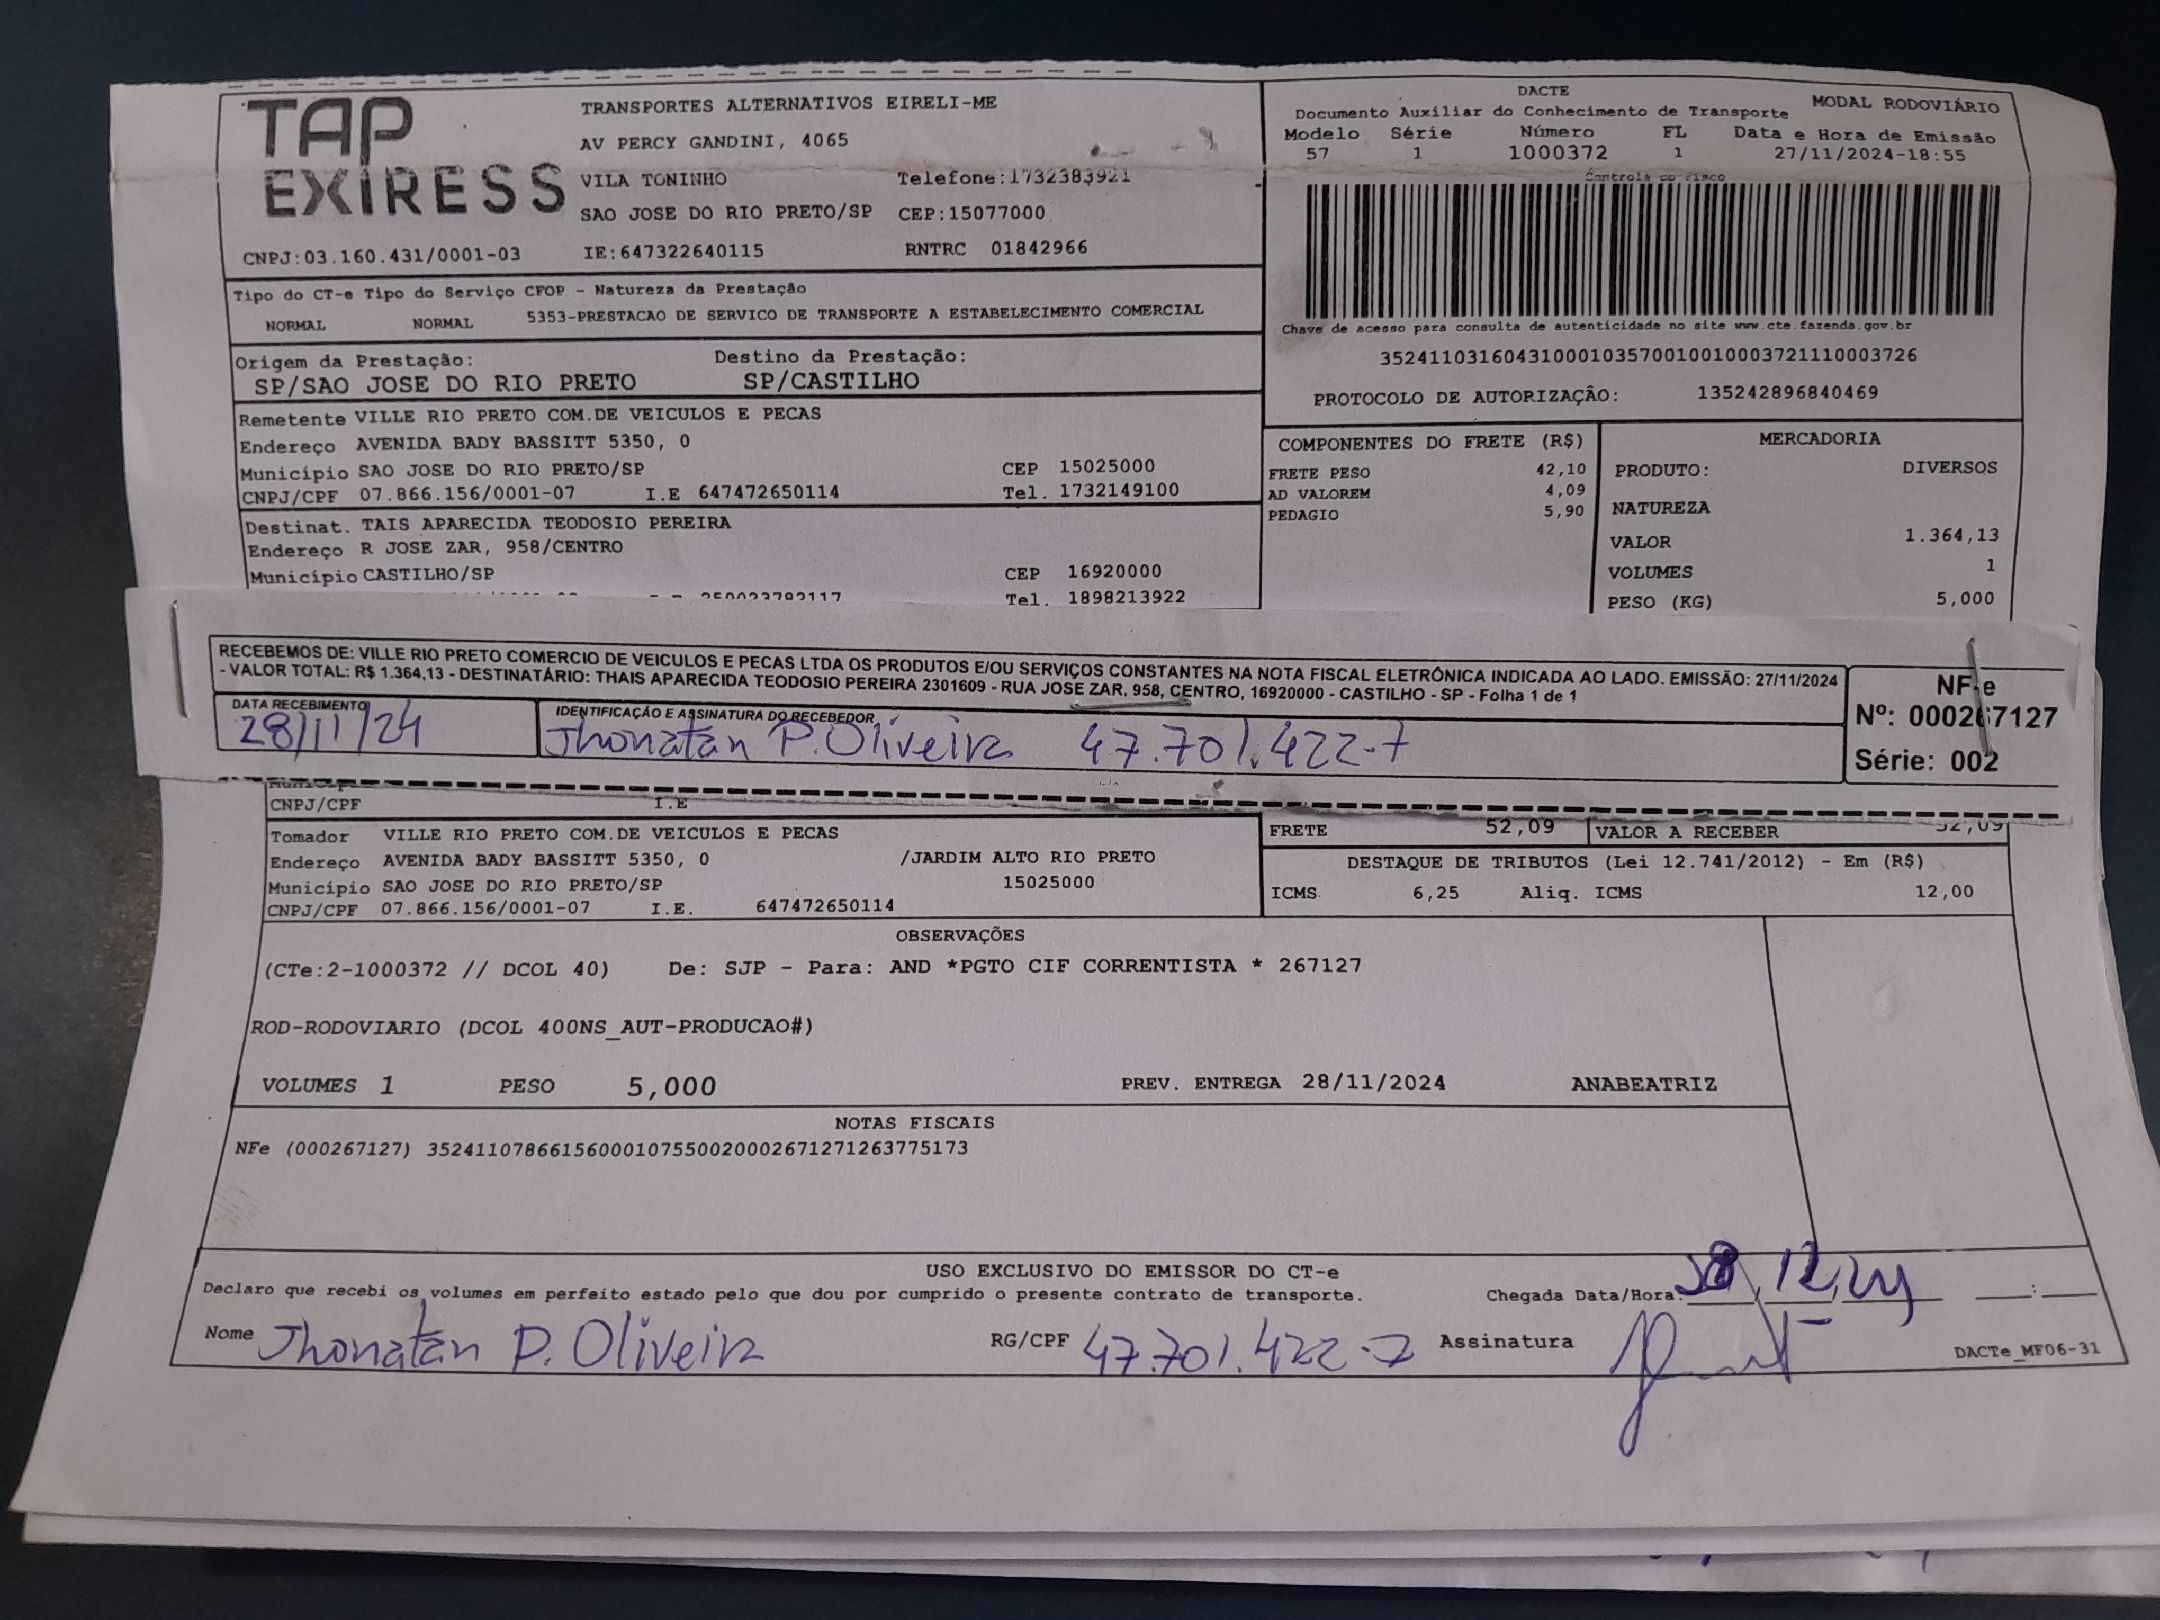 TAP
EXPRESS
TRANSPORTES ALTERNATIVOS EIRELI-ME
AV PERCY GANDINI, 4065
VILA TONINHO Telefone:1732383921
SAO JOSE DO RIO PRETO/SP CEP:15077000
CNPJ:03.160.431/0001-03 IE:647322640115 RNTRC 01842966
DACTE
Documento Auxiliar do Conhecimento de Transporte MODAL RODOVIÁRIO
Modelo Série Número FL Data e Hora de Emissão
57 1 1000372 1 27/11/2024-18:55
Controle do Fisco
Chave de acesso para consulta de autenticidade no site www.cte.fazenda.gov.br
35241103160431000103570010010003721110003726
PROTOCOLO DE AUTORIZAÇÃO: 135242896840469
Tipo do CT-e Tipo do Serviço CFOP - Natureza da Prestação
NORMAL NORMAL 5353-PRESTACAO DE SERVICO DE TRANSPORTE A ESTABELECIMENTO COMERCIAL
Origem da Prestação: Destino da Prestação:
SP/SAO JOSE DO RIO PRETO SP/CASTILHO
Remetente VILLE RIO PRETO COM.DE VEICULOS E PECAS
Endereço AVENIDA BADY BASSITT 5350, 0
Município SAO JOSE DO RIO PRETO/SP CEP 15025000
CNPJ/CPF 07.866.156/0001-07 I.E 647472650114 Tel. 1732149100
Destinat. TAIS APARECIDA TEODOSIO PEREIRA
Endereço R JOSE ZAR, 958/CENTRO
Município CASTILHO/SP CEP 16920000
250023792117 Tel. 1898213922
COMPONENTES DO FRETE (R$)
FRETE PESO 42,10
AD VALOREM 4,09
PEDAGIO 5,90
MERCADORIA
PRODUTO: DIVERSOS
NATUREZA
VALOR 1.364,13
VOLUMES 1
PESO (KG) 5,000
RECEBEMOS DE: VILLE RIO PRETO COMERCIO DE VEICULOS E PECAS LTDA OS PRODUTOS E/OU SERVIÇOS CONSTANTES NA NOTA FISCAL ELETRÔNICA INDICADA AO LADO. EMISSÃO: 27/11/2024
- VALOR TOTAL: R$ 1.364,13 - DESTINATÁRIO: THAIS APARECIDA TEODOSIO PEREIRA 2301609 - RUA JOSE ZAR, 958, CENTRO, 16920000 - CASTILHO - SP - Folha 1 de 1
DATA RECEBIMENTO IDENTIFICAÇÃO E ASSINATURA DO RECEBEDOR
28/11/24 Jhonatan P. Oliveira 47.701.422-7
NF-e
Nº: 000267127
Série: 002
Município
CNPJ/CPF I.E
Tomador VILLE RIO PRETO COM.DE VEICULOS E PECAS
Endereço AVENIDA BADY BASSITT 5350, 0 /JARDIM ALTO RIO PRETO
Município SAO JOSE DO RIO PRETO/SP 15025000
CNPJ/CPF 07.866.156/0001-07 I.E. 647472650114
FRETE 52,09 VALOR A RECEBER 52,09
DESTAQUE DE TRIBUTOS (Lei 12.741/2012) - Em (R$)
ICMS 6,25 Aliq. ICMS 12,00
OBSERVAÇÕES
(CTe:2-1000372 // DCOL 40) De: SJP - Para: AND *PGTO CIF CORRENTISTA * 267127
ROD-RODOVIARIO (DCOL 400NS_AUT-PRODUCAO#)
VOLUMES 1 PESO 5,000 PREV. ENTREGA 28/11/2024 ANABEATRIZ
NOTAS FISCAIS
NFe (000267127) 35241107866156000107550020002671271263775173
USO EXCLUSIVO DO EMISSOR DO CT-e
Declaro que recebi os volumes em perfeito estado pelo que dou por cumprido o presente contrato de transporte. Chegada Data/Hora:
Nome Jhonatan P. Oliveira RG/CPF 47.701.422-7 Assinatura
DACTe_MF06-31